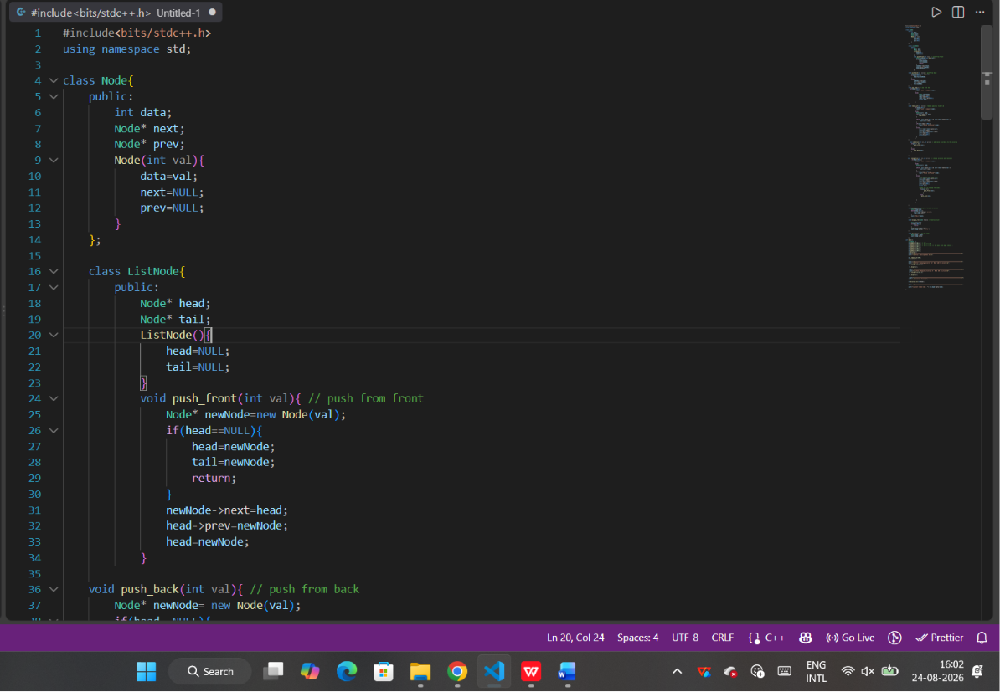 #include<bits/stdc++.h> Untitled-1
1 #include<bits/stdc++.h>
2 using namespace std;
3
4 class Node{
5 public:
6 int data;
7 Node* next;
8 Node* prev;
9 Node(int val){
10 data=val;
11 next=NULL;
12 prev=NULL;
13 }
14 };
15
16 class ListNode{
17 public:
18 Node* head;
19 Node* tail;
20 ListNode(){
21 head=NULL;
22 tail=NULL;
23 }
24 void push_front(int val){ // push from front
25 Node* newNode=new Node(val);
26 if(head==NULL){
27 head=newNode;
28 tail=newNode;
29 return;
30 }
31 newNode->next=head;
32 head->prev=newNode;
33 head=newNode;
34 }
35
36 void push_back(int val){ // push from back
37 Node* newNode= new Node(val);
Ln 20, Col 24 Spaces: 4 UTF-8 CRLF {} C++ Go Live Prettier
Search ENG INTL 16:02 24-08-2026